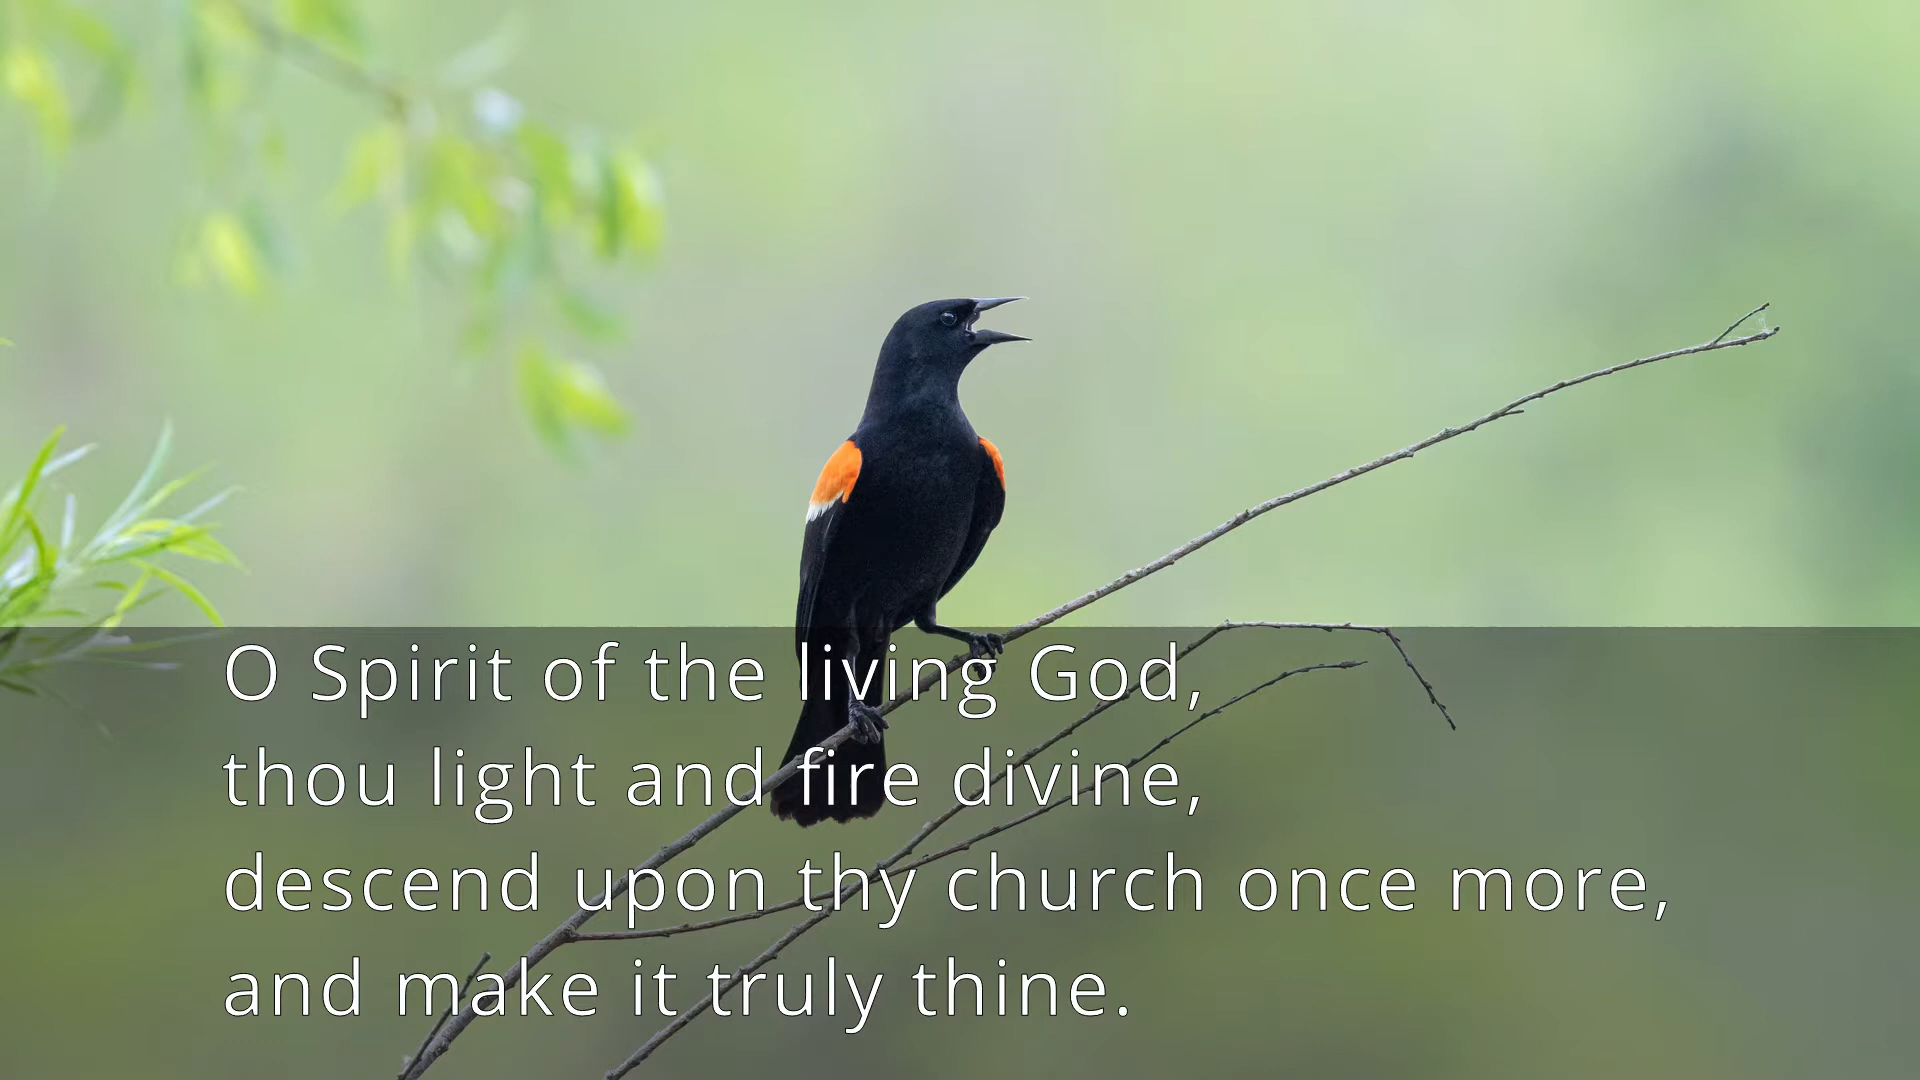 O Spirit of the living God,
thou light and fire divine,
descend upon thy church once more,
and make it truly thine.